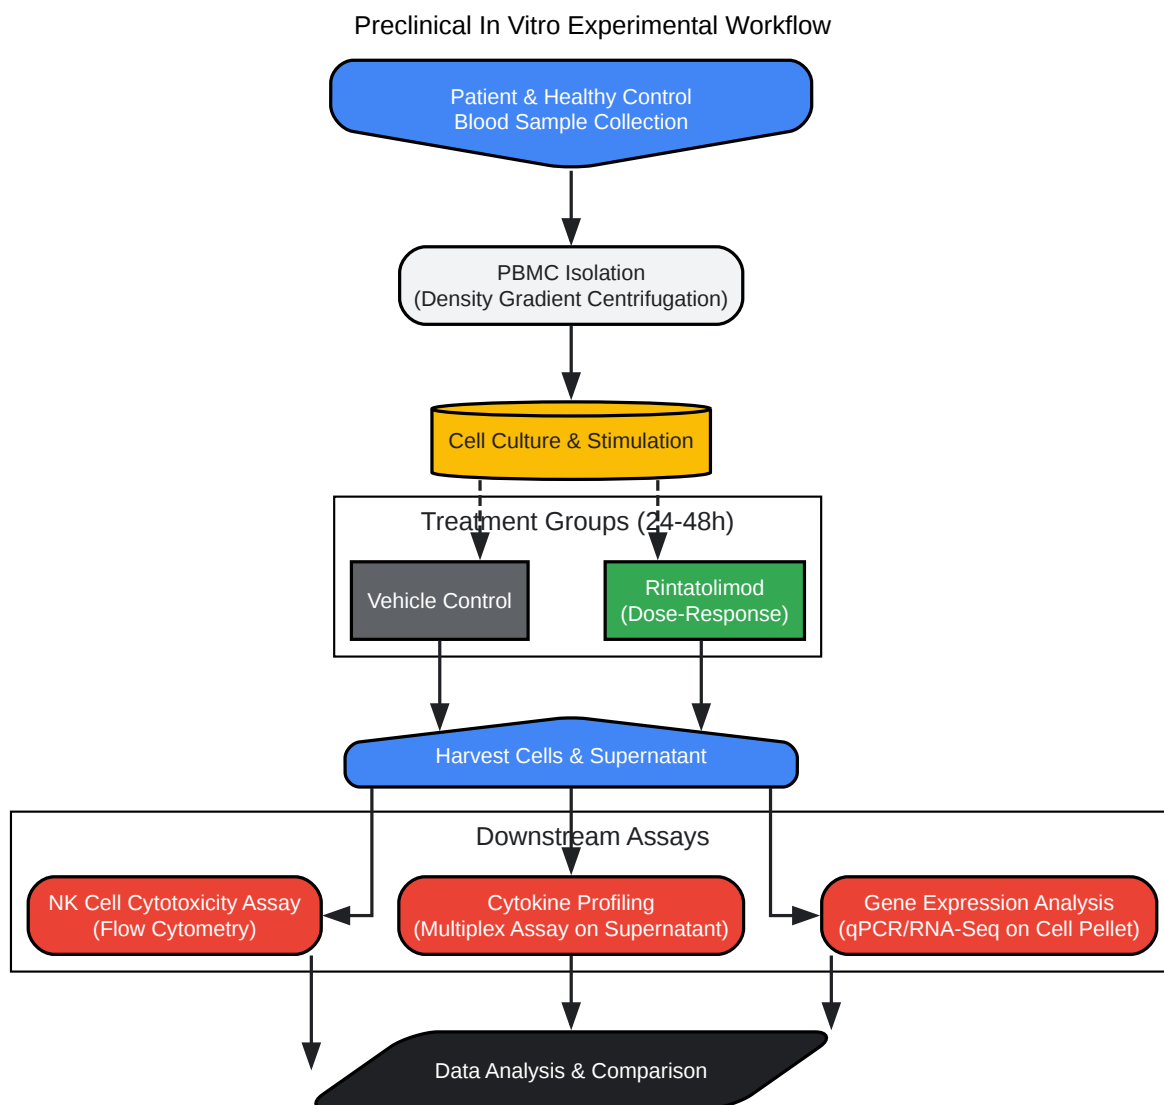 Preclinical In Vitro Experimental Workflow
Patient & Healthy Control
Blood Sample Collection
PBMC Isolation
(Density Gradient Centrifugation)
Cell Culture & Stimulation
Treatment Groups (24-48h)
Vehicle Control
Rintatolimod
(Dose-Response)
Harvest Cells & Supernatant
Downstream Assays
NK Cell Cytotoxicity Assay
(Flow Cytometry)
Cytokine Profiling
(Multiplex Assay on Supernatant)
Gene Expression Analysis
(qPCR/RNA-Seq on Cell Pellet)
Data Analysis & Comparison